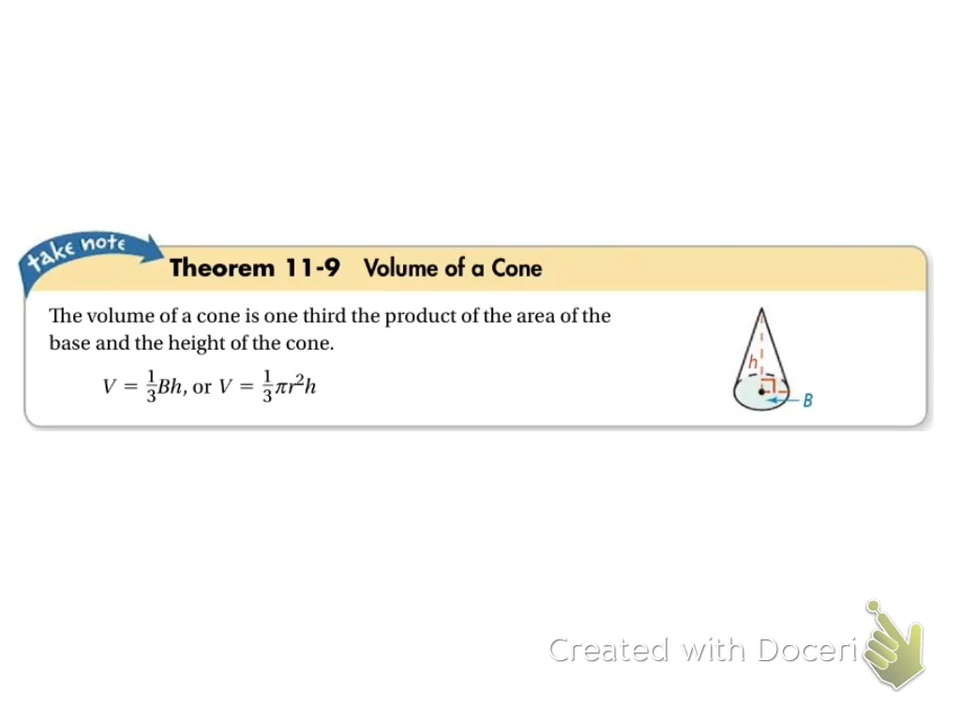 take note
Theorem 11-9 Volume of a Cone
The volume of a cone is one third the product of the area of the
base and the height of the cone.
V = 1/3Bh, or V = 1/3πr²h
h
B
Created with Doceri